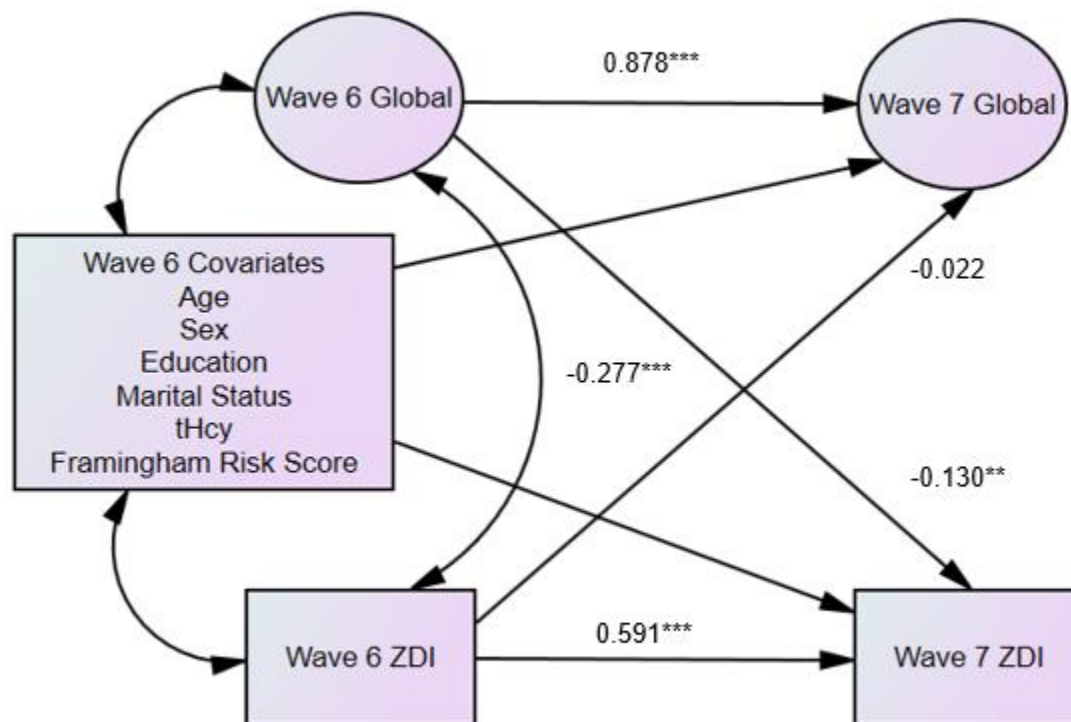 Wave 6 Global
0.878***
Wave 7 Global
Wave 6 Covariates
Age
Sex
Education
Marital Status
tHcy
Framingham Risk Score
-0.022
-0.277***
-0.130**
Wave 6 ZDI
0.591***
Wave 7 ZDI